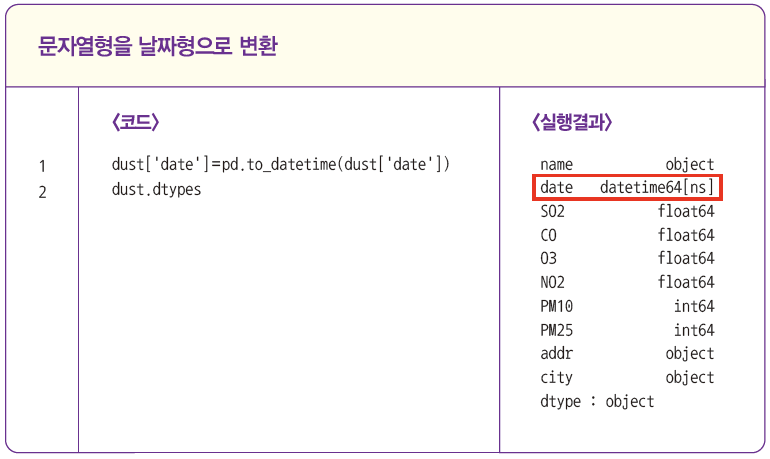 문자열형을 날짜형으로 변환
<코드>
1 dust['date']=pd.to_datetime(dust['date'])
2 dust.dtypes
<실행결과>
name object
date datetime64[ns]
SO2 float64
CO float64
O3 float64
NO2 float64
PM10 int64
PM25 int64
addr object
city object
dtype : object